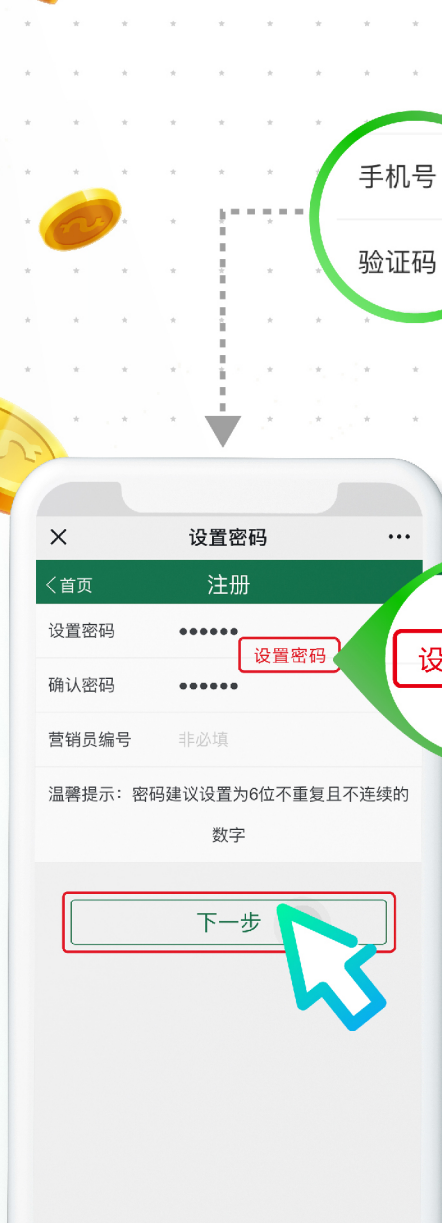 手机号
验证码
设置密码
<首页
注册
设置密码 ●●●●●●
设置密码
设
确认密码 ●●●●●●
营销员编号 非必填
温馨提示：密码建议设置为6位不重复且不连续的
数字
下一步